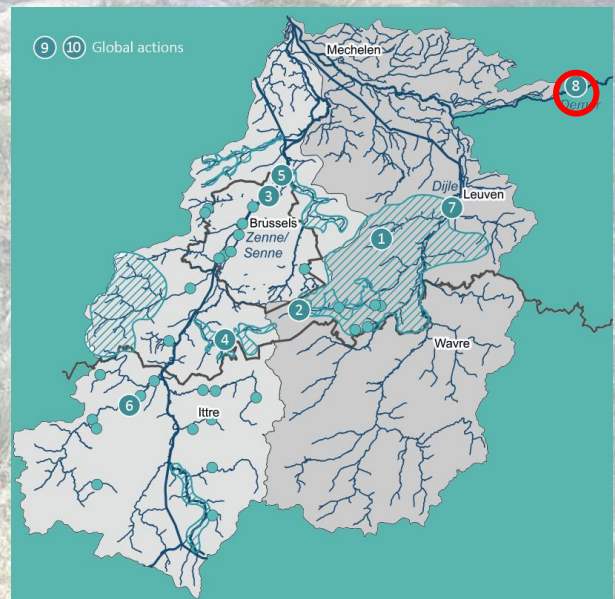 9 10 Global actions
Mechelen
8
Demer
5
3
Dijle
Leuven
7
Brussels
1
Zenne/
Senne
2
4
Wavre
6
Ittre